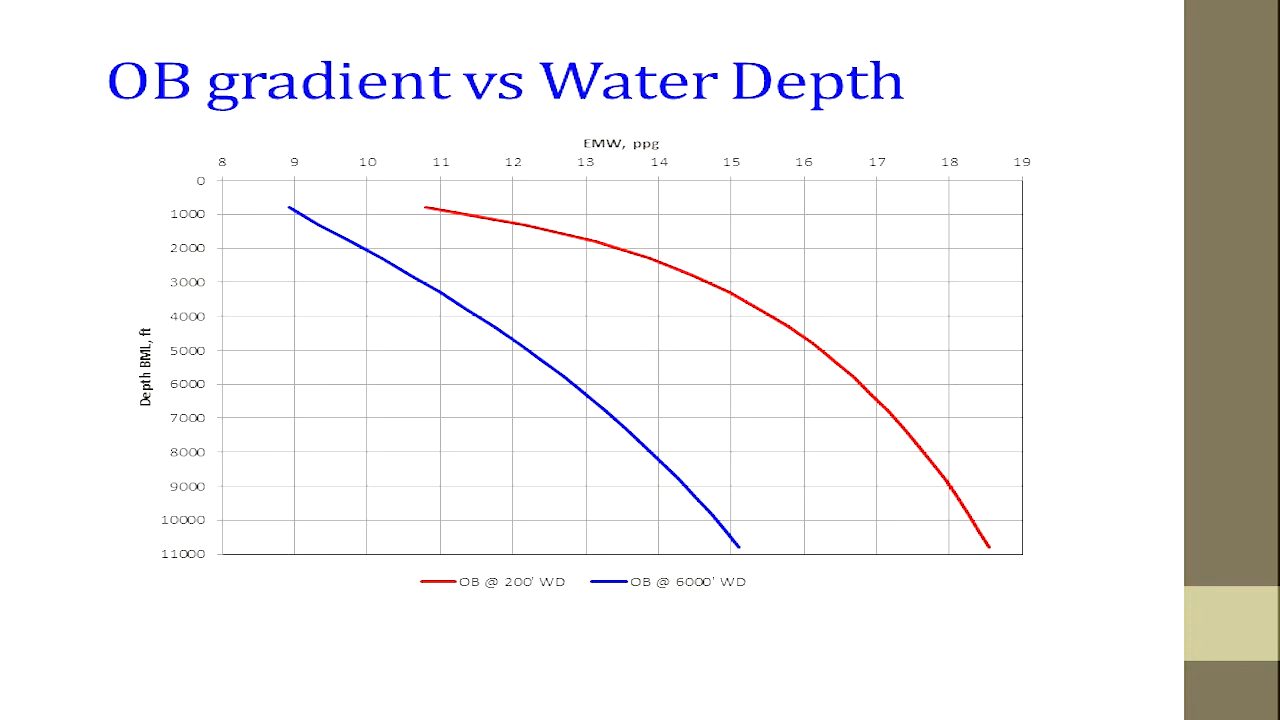 OB gradient vs Water Depth
EMW, ppg
8 9 10 11 12 13 14 15 16 17 18 19
0
1000
2000
3000
4000
5000
6000
7000
8000
9000
10000
11000
Depth BML, ft
OB @ 200' WD OB @ 6000' WD